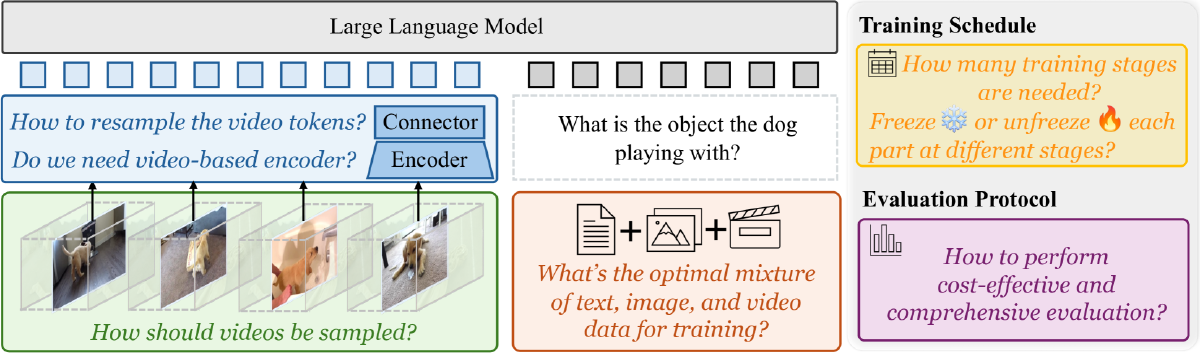 Large Language Model
How to resample the video tokens?
Connector
Do we need video-based encoder?
Encoder
How should videos be sampled?
What is the object the dog
playing with?
What's the optimal mixture
of text, image, and video
data for training?
Training Schedule
How many training stages
are needed?
Freeze ❄️ or unfreeze 🔥 each
part at different stages?
Evaluation Protocol
How to perform
cost-effective and
comprehensive evaluation?